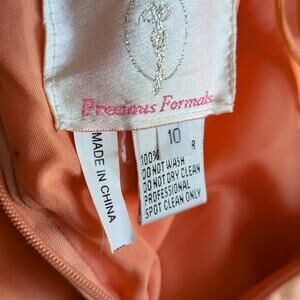 Precious Formals
MADE IN CHINA
10
100% R
DO NOT WASH
DO NOT DRY CLEAN
PROFESSIONAL
SPOT CLEAN ONLY